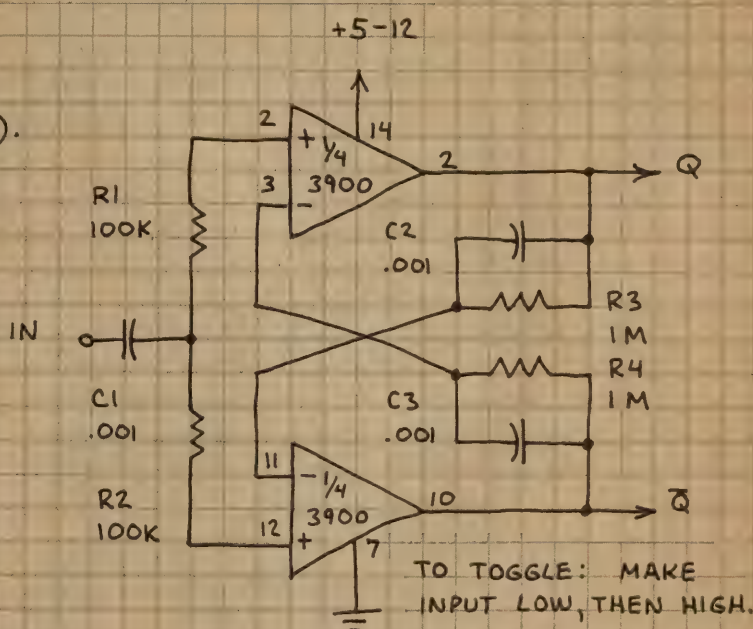 +5-12
).
2
14
+ 1/4
2
Q
3
3900
-
R1
100K
C2
.001
R3
1M
IN
C1
.001
R4
1M
C3
.001
11
- 1/4
10
Q̅
R2
100K
3900
12
+
7
TO TOGGLE: MAKE
INPUT LOW, THEN HIGH.